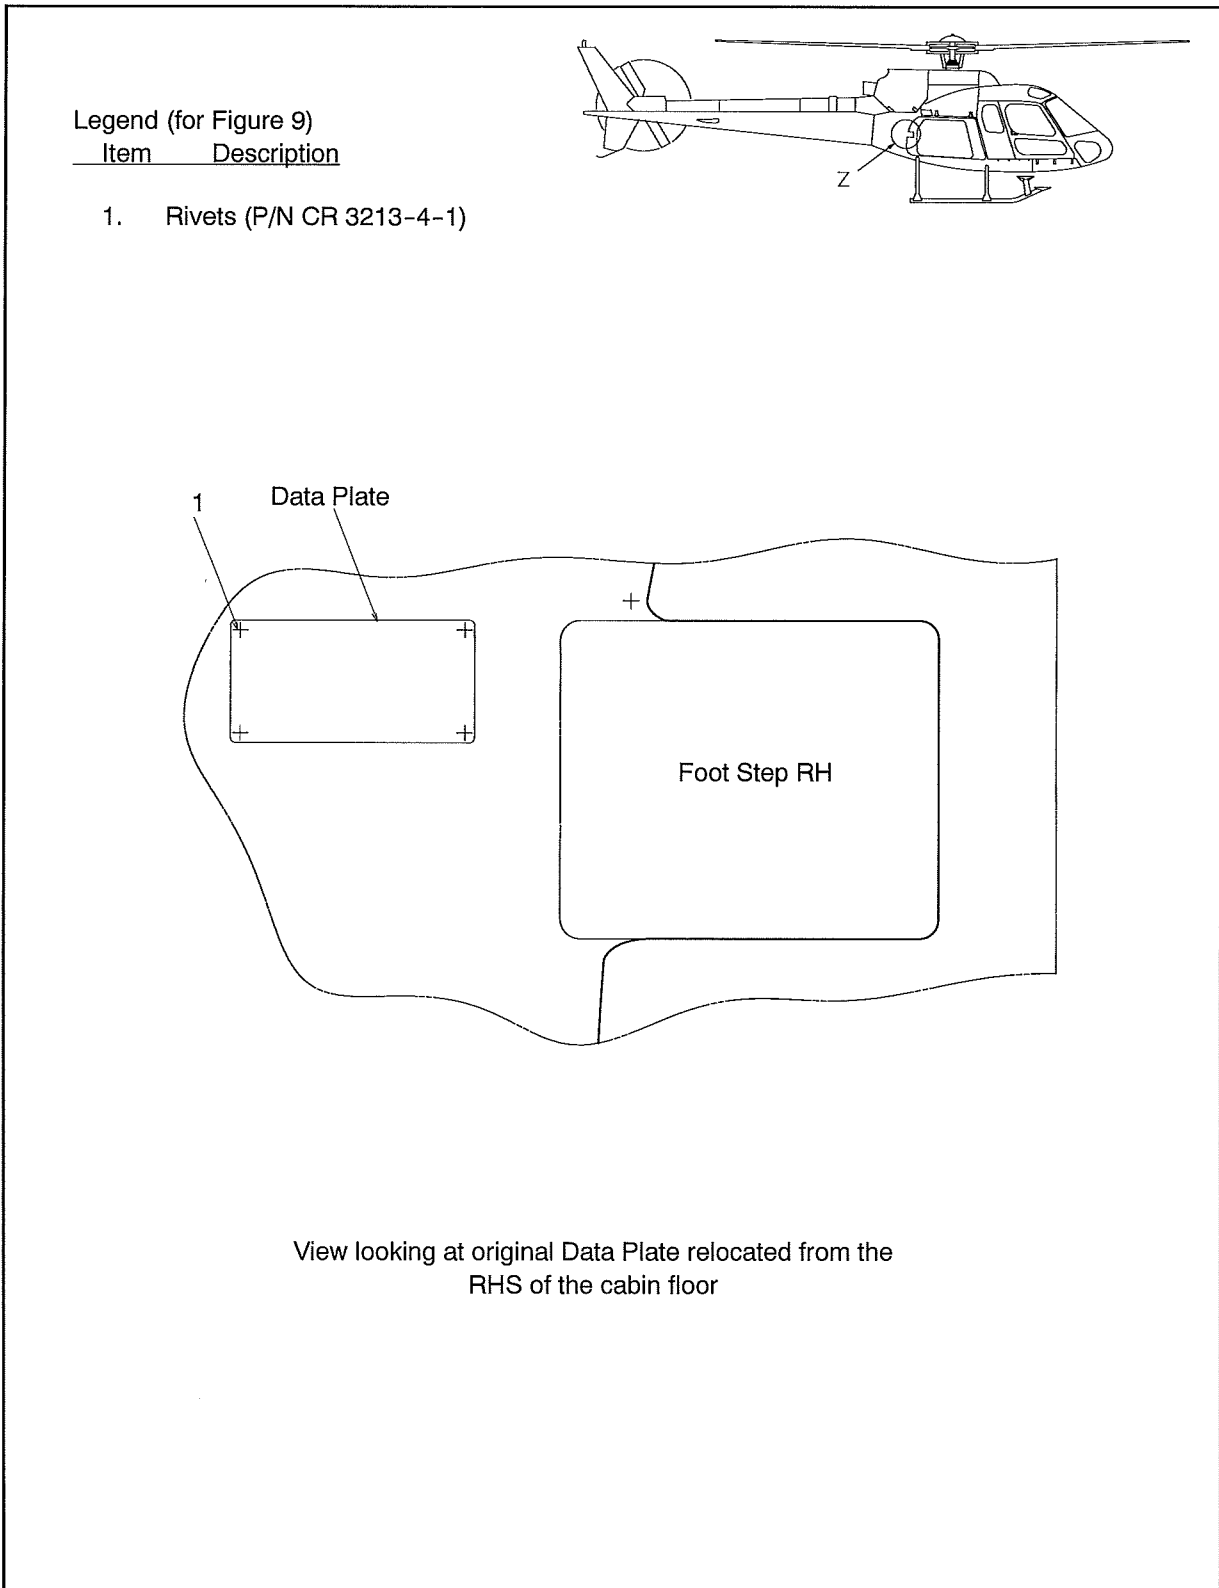 Legend (for Figure 9)
Item Description
1. Rivets (P/N CR 3213-4-1)
Z
1
Data Plate
Foot Step RH
View looking at original Data Plate relocated from the
RHS of the cabin floor